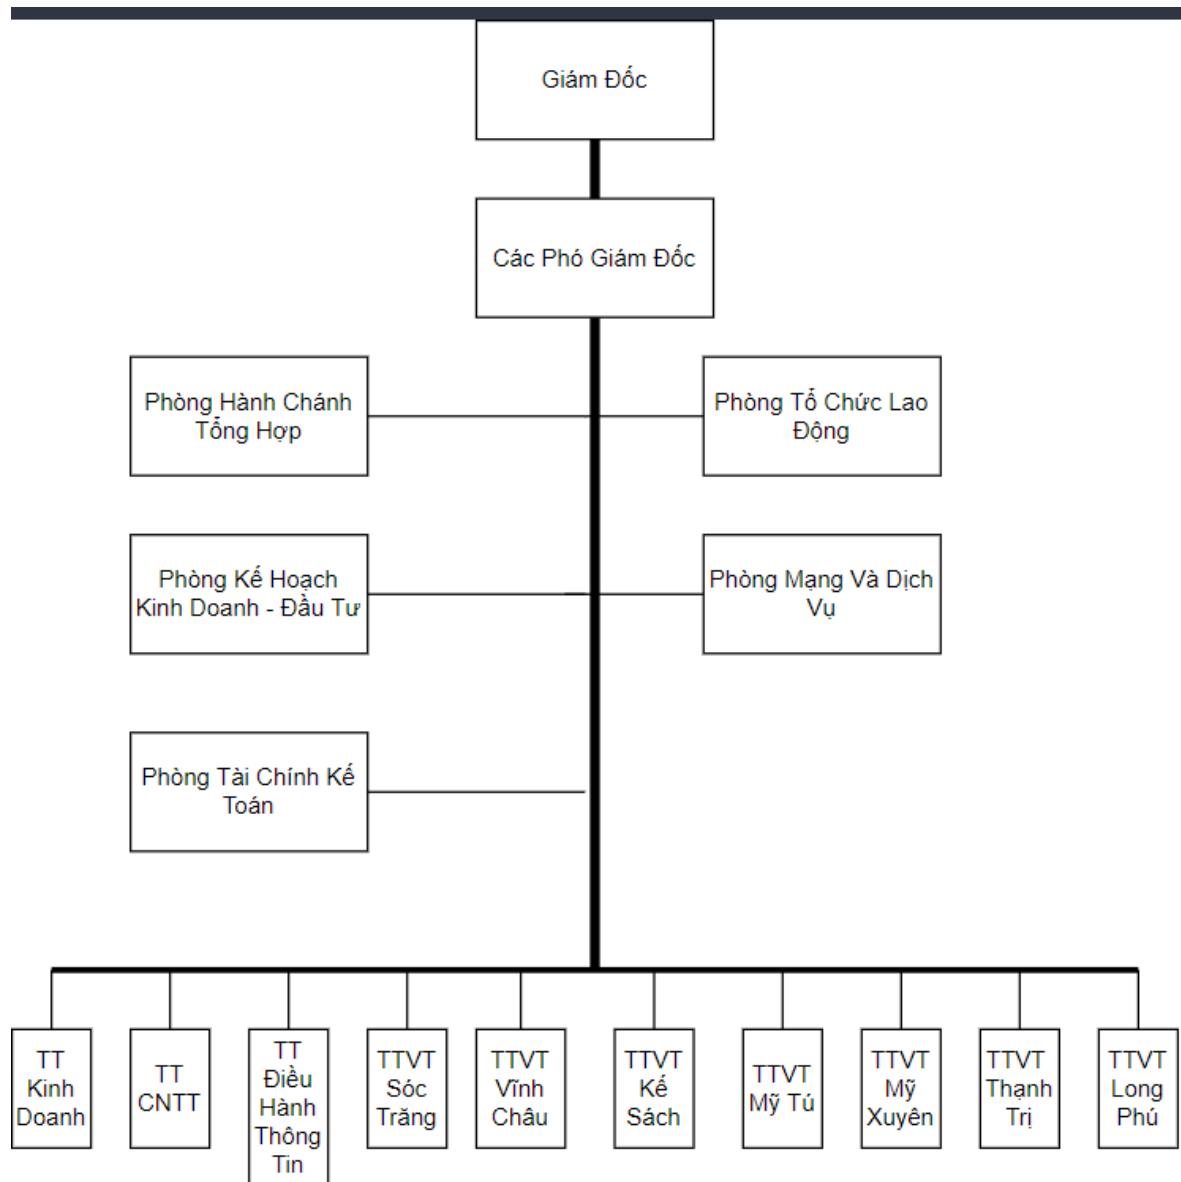 Giám Đốc
Các Phó Giám Đốc
Phòng Hành Chánh
Tổng Hợp
Phòng Tổ Chức Lao
Động
Phòng Kế Hoạch
Kinh Doanh - Đầu Tư
Phòng Mạng Và Dịch
Vụ
Phòng Tài Chính Kế
Toán
TT
Kinh
Doanh
TT
CNTT
TT
Điều
Hành
Thông
Tin
TTVT
Sóc
Trăng
TTVT
Vĩnh
Châu
TTVT
Kế
Sách
TTVT
Mỹ Tú
TTVT
Mỹ
Xuyên
TTVT
Thạnh
Trị
TTVT
Long
Phú